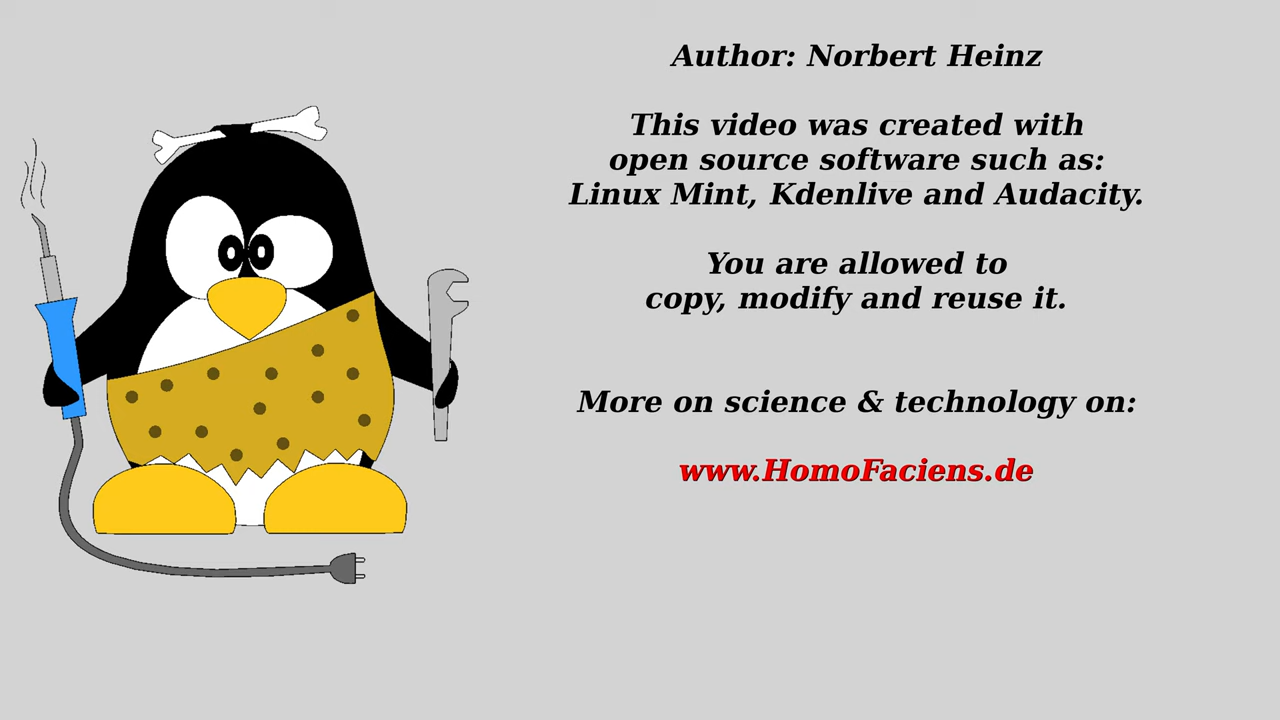 Author: Norbert Heinz
This video was created with
open source software such as:
Linux Mint, Kdenlive and Audacity.
You are allowed to
copy, modify and reuse it.
More on science & technology on:
www.HomoFaciens.de